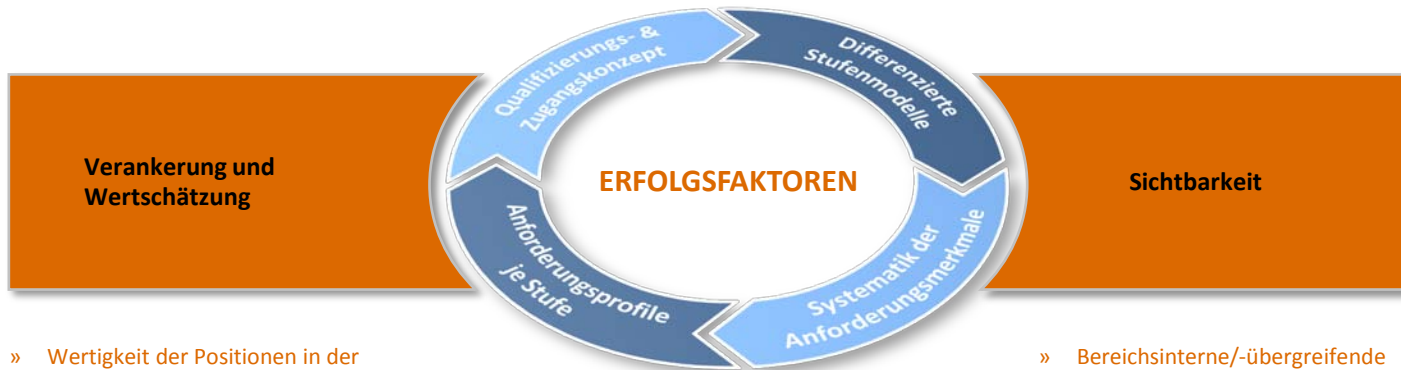 Qualifizierungs- &
Zugangskonzept
Differenzierte
Stufenmodelle
Verankerung und
Wertschätzung
ERFOLGSFAKTOREN
Sichtbarkeit
Anforderungsprofile
je Stufe
Systematik der
Anforderungsmerkmale
» Wertigkeit der Positionen in der
» Bereichsinterne/-übergreifende